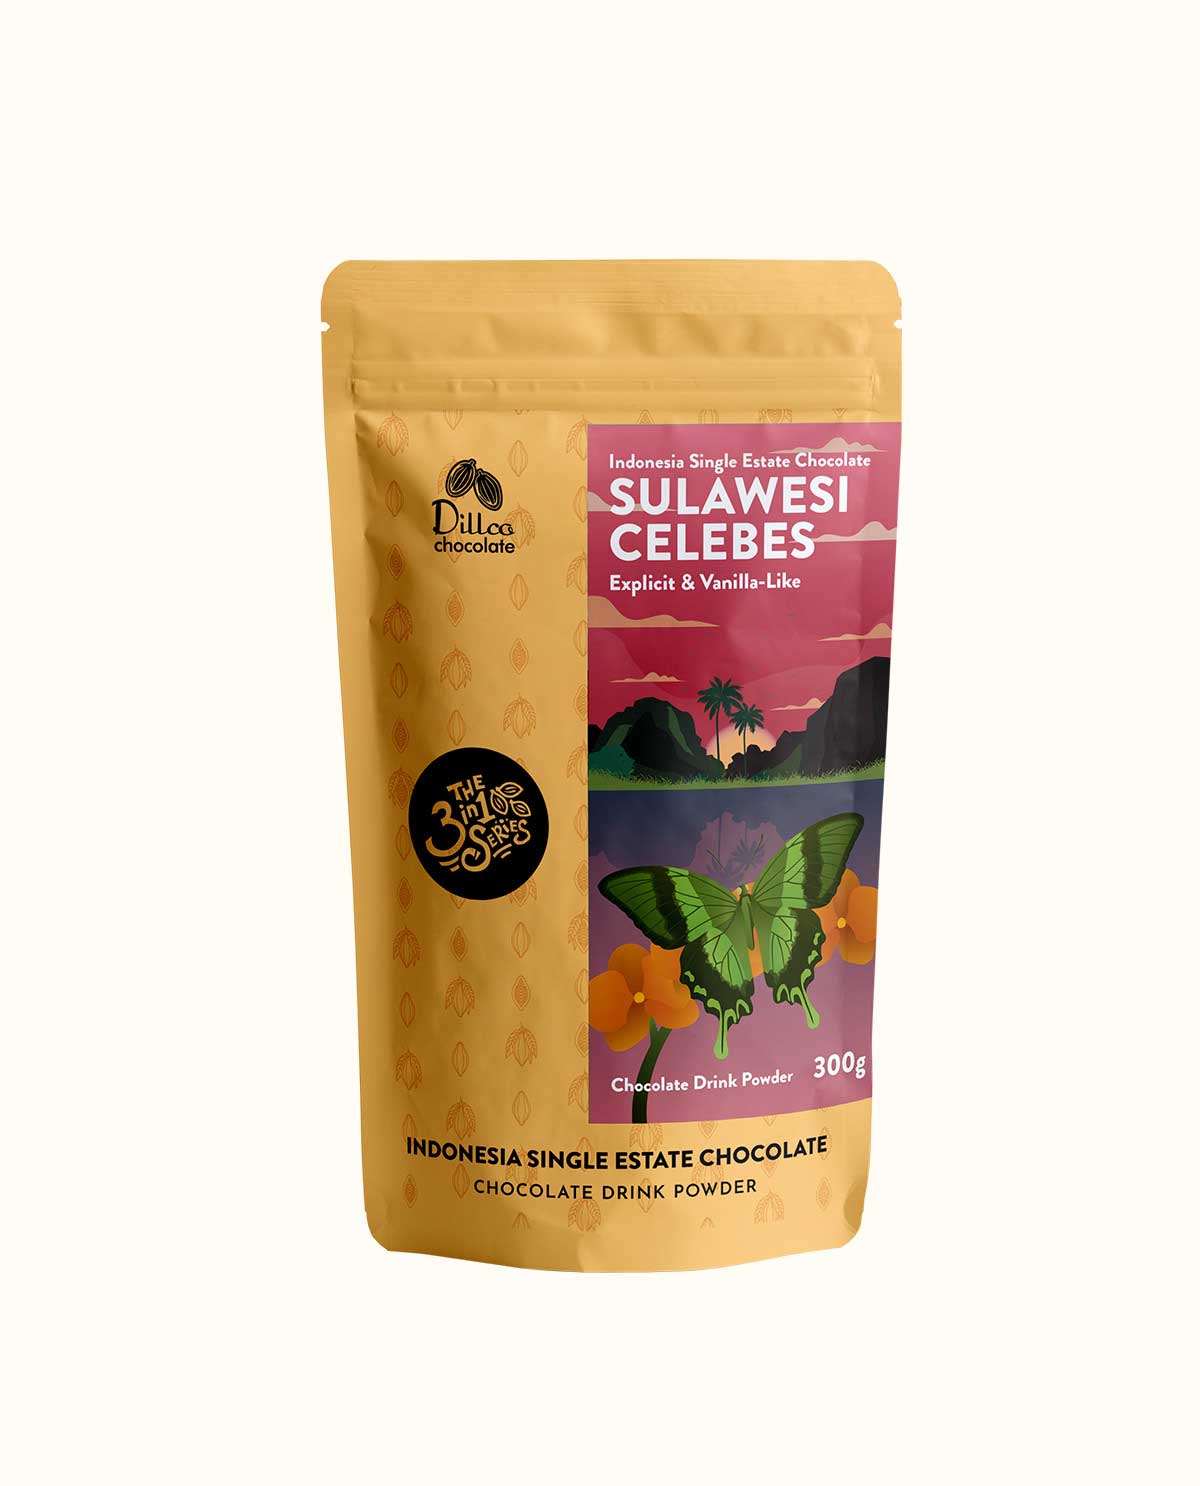 Dillco
chocolate
Indonesia Single Estate Chocolate
SULAWESI
CELEBES
Explicit & Vanilla-Like
THE
3 in 1
SERIES
Chocolate Drink Powder 300g
INDONESIA SINGLE ESTATE CHOCOLATE
CHOCOLATE DRINK POWDER